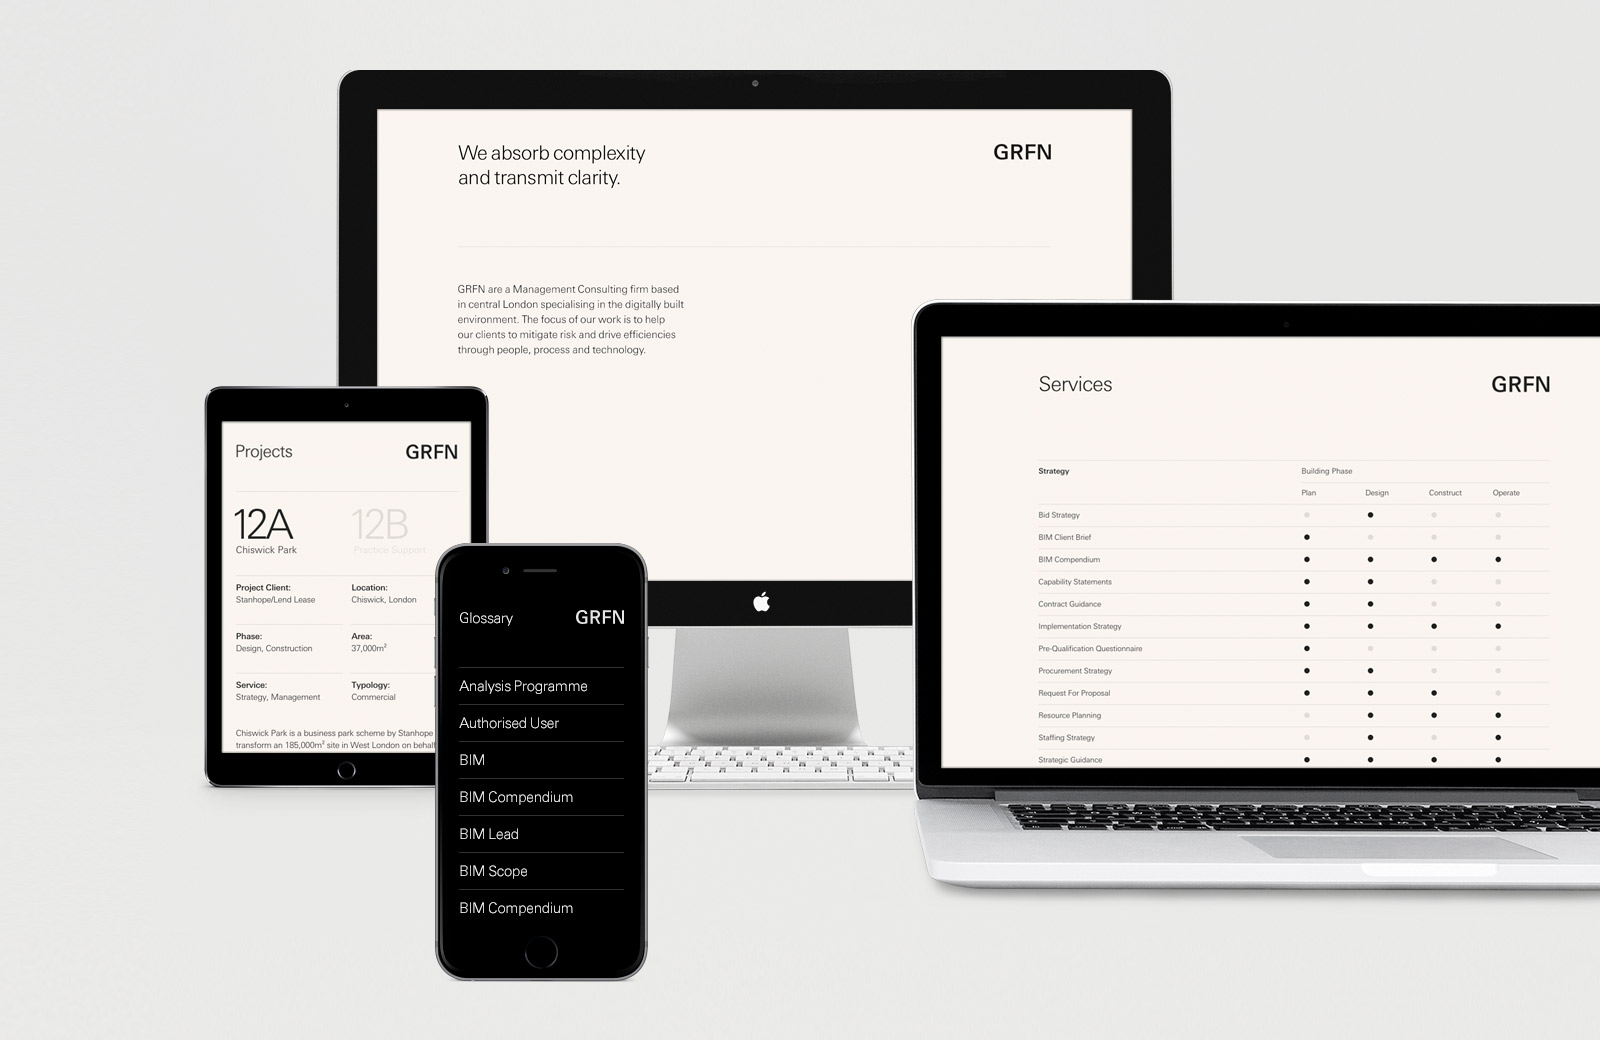 We absorb complexity
and transmit clarity.
GRFN
GRFN are a Management Consulting firm based
in central London specialising in the digitally built
environment. The focus of our work is to help
our clients to mitigate risk and drive efficiencies
through people, process and technology.
Projects
GRFN
12A
12B
Chiswick Park
Practice Support
Project Client:
Location:
Stanhope/Lend Lease
Chiswick, London
Phase:
Area:
Design, Construction
37,000m²
Service:
Typology:
Strategy, Management
Commercial
Chiswick Park is a business park scheme by Stanhope
transform an 185,000m² site in West London on behalf
Glossary
GRFN
Analysis Programme
Authorised User
BIM
BIM Compendium
BIM Lead
BIM Scope
BIM Compendium
Services
GRFN
Strategy
Building Phase
Plan
Design
Construct
Operate
Bid Strategy
BIM Client Brief
BIM Compendium
Capability Statements
Contract Guidance
Implementation Strategy
Pre-Qualification Questionnaire
Procurement Strategy
Request For Proposal
Resource Planning
Staffing Strategy
Strategic Guidance